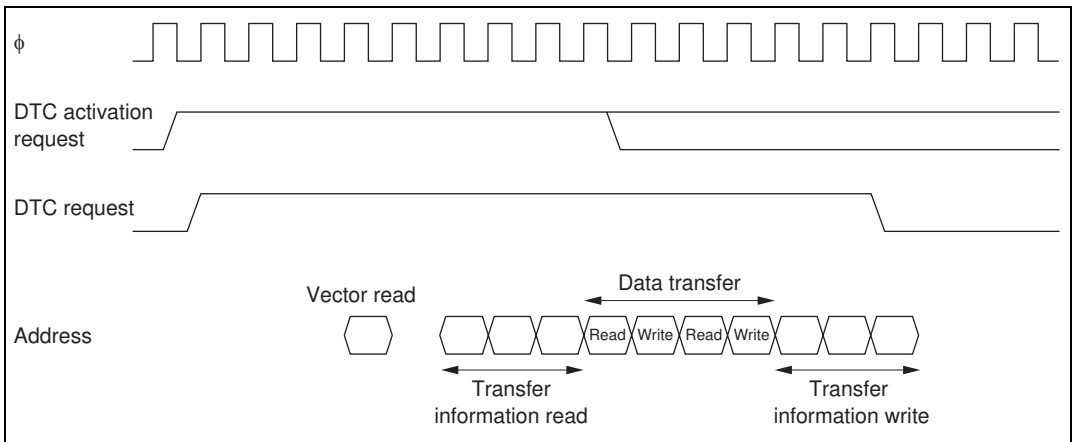 ϕ
DTC activation
request
DTC request
Data transfer
Vector read
Address
Read Write Read Write
Transfer
information read
Transfer
information write